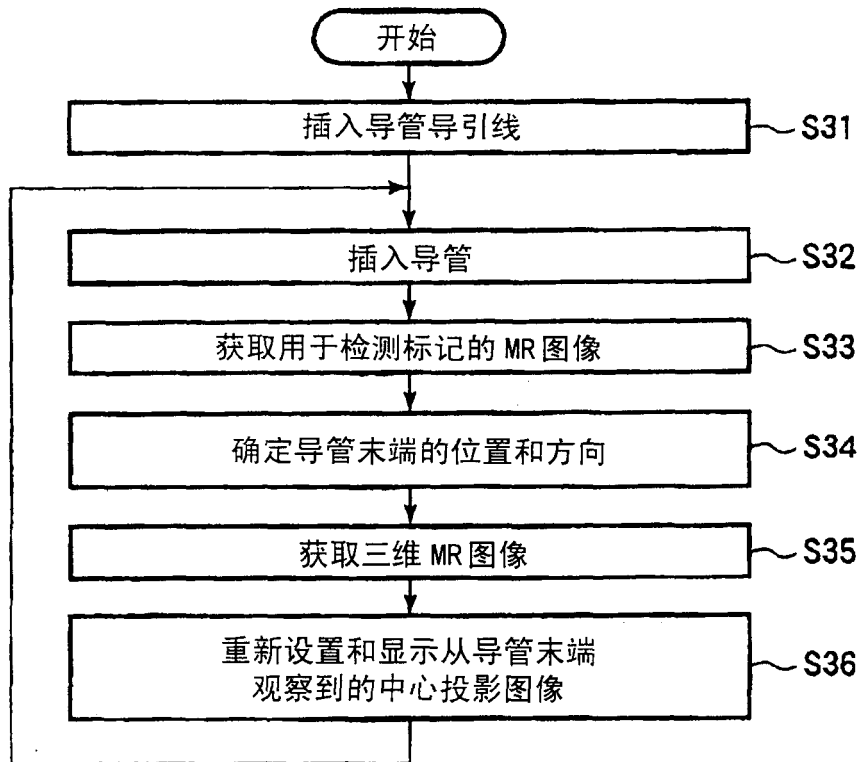 开始
插入导管导引线
S31
插入导管
S32
获取用于检测标记的 MR 图像
S33
确定导管末端的位置和方向
S34
获取三维 MR 图像
S35
重新设置和显示从导管末端
观察到的中心投影图像
S36